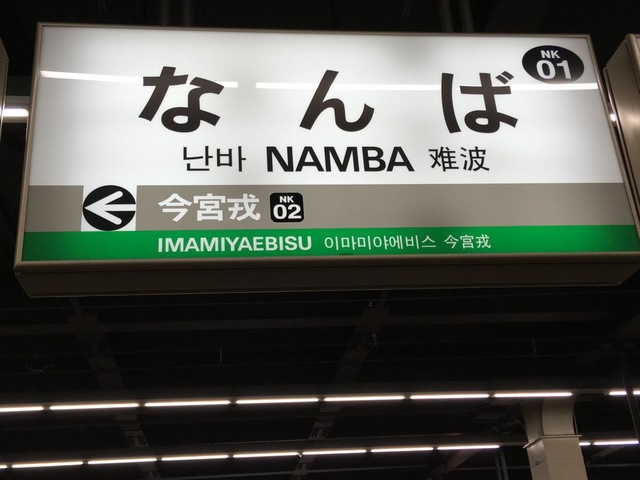 NK
01
なんば
난바 NAMBA 难波
今宮戎 NK 02
IMAMIYAEBISU 이마미야에비스 今宫戎